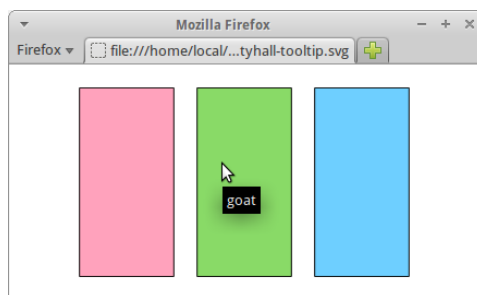 Mozilla Firefox
Firefox
file:///home/local/...tyhall-tooltip.svg
goat